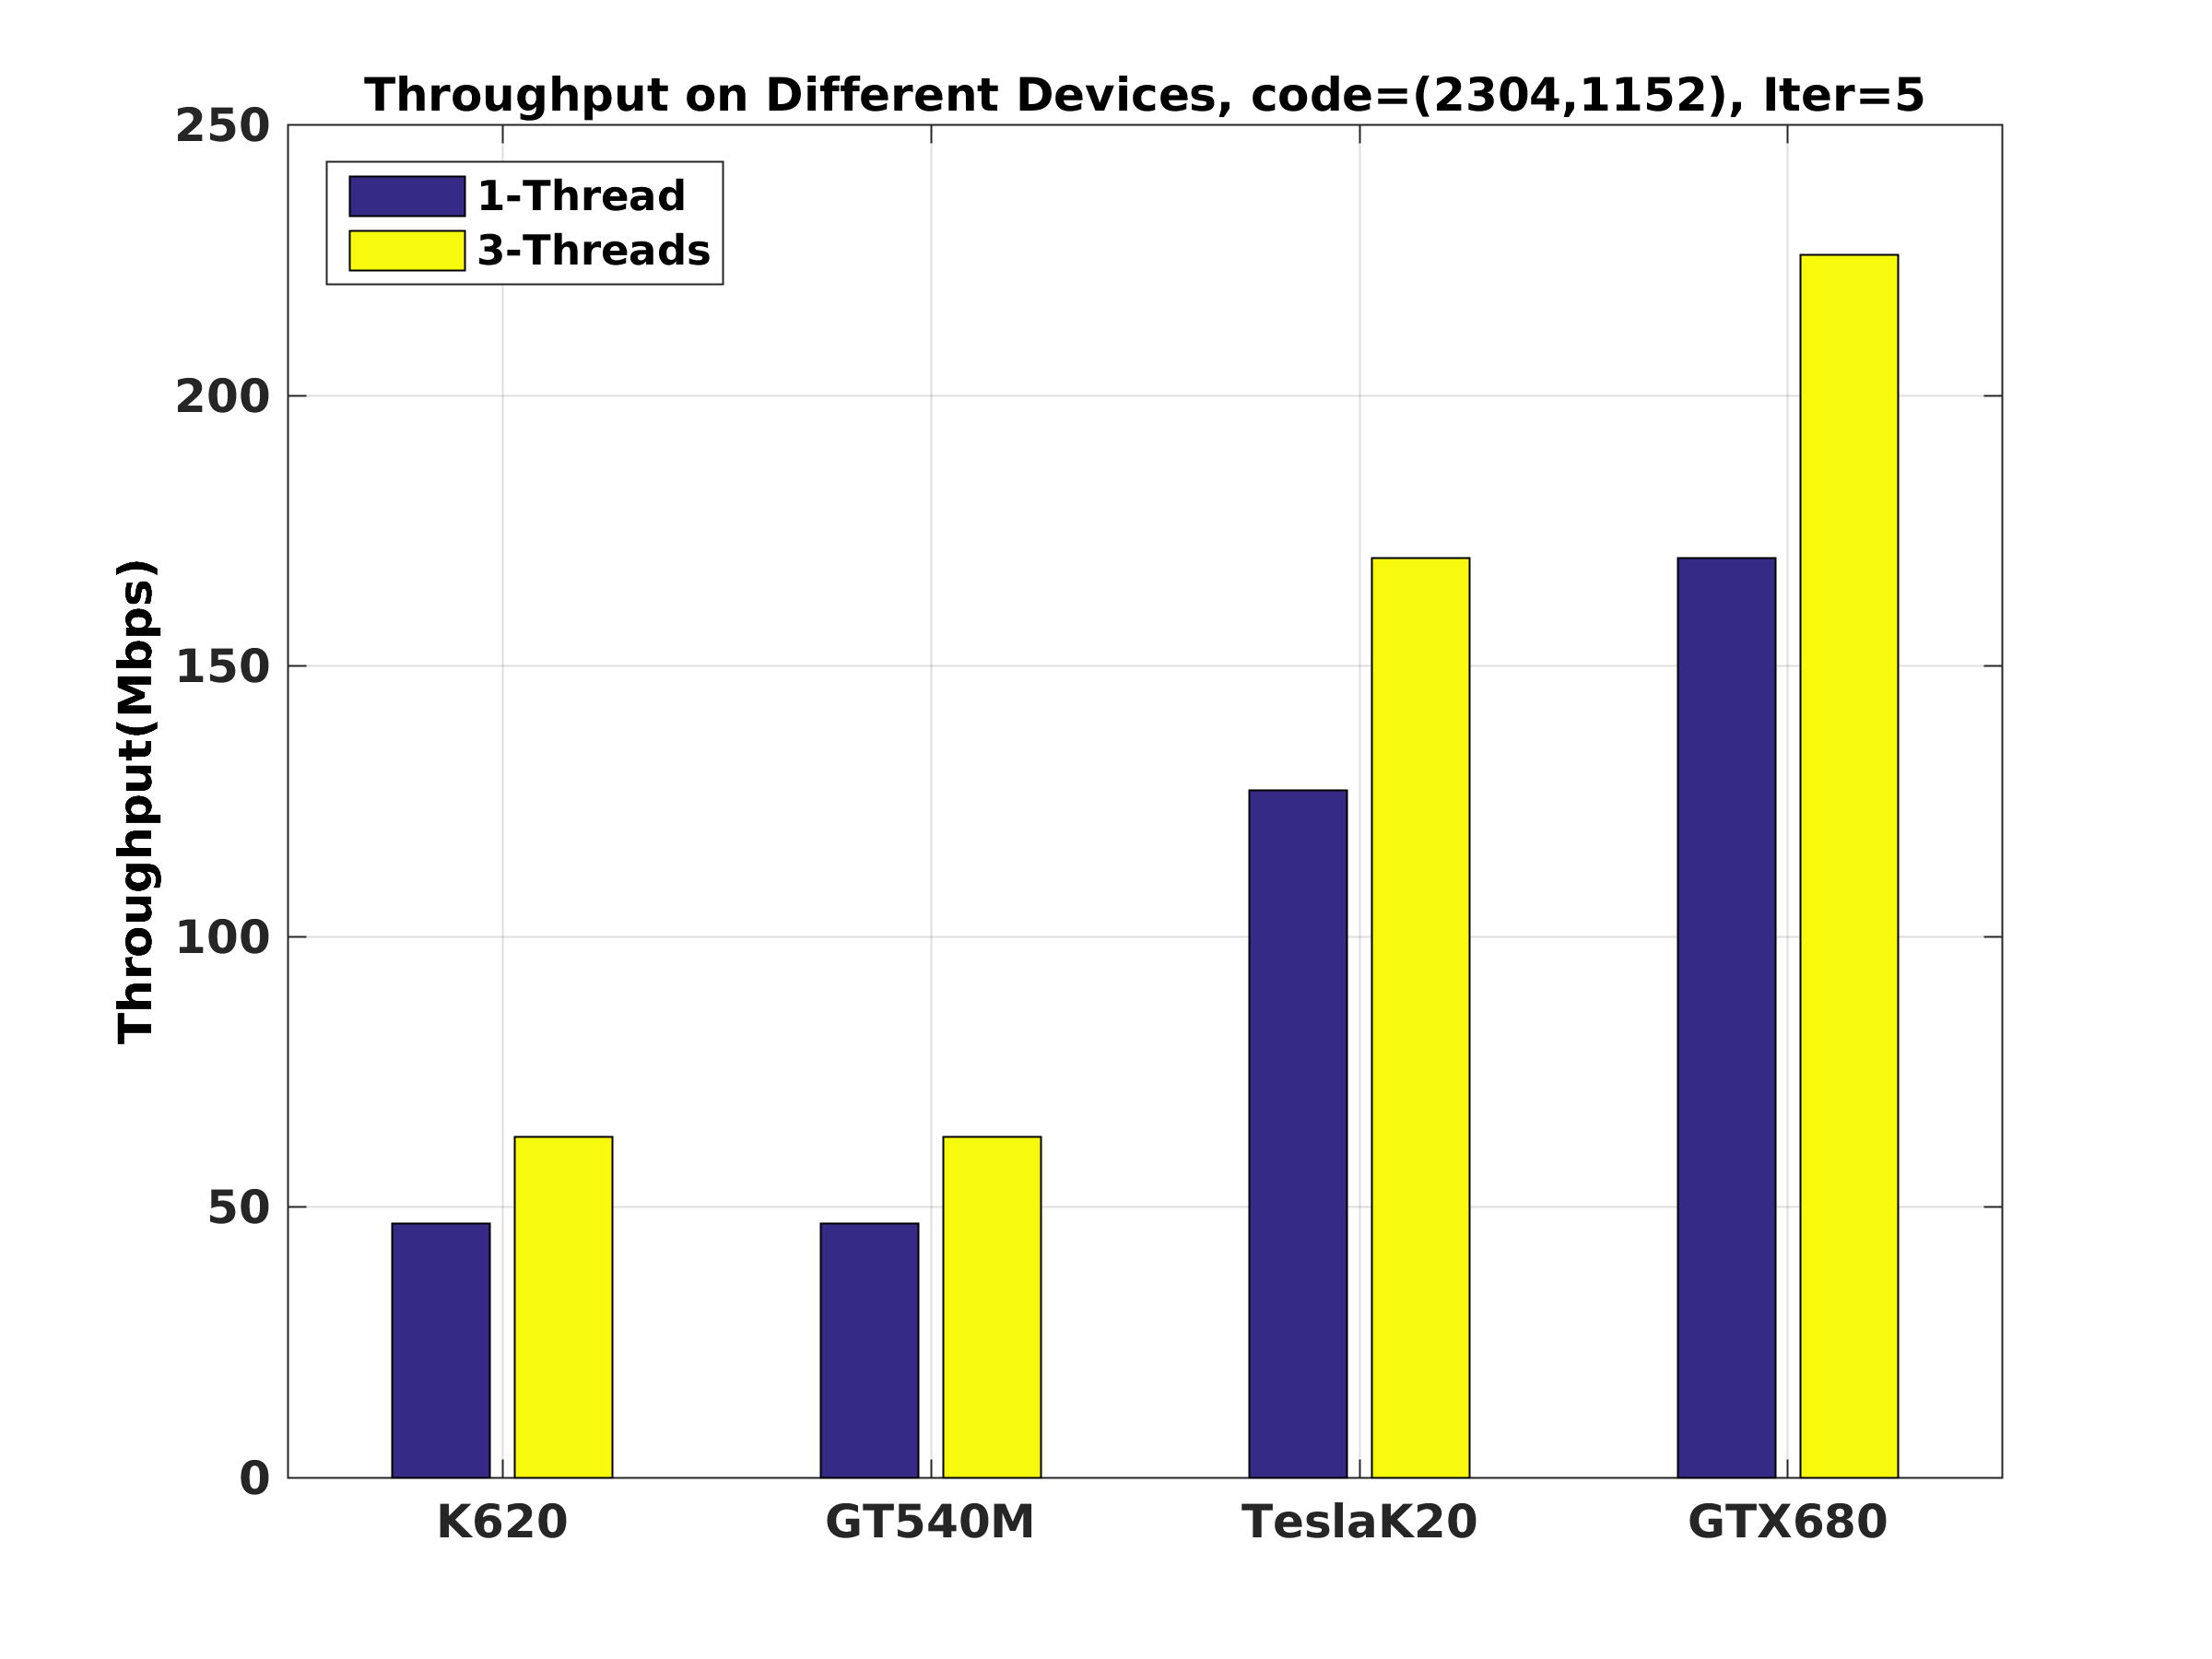 Throughput on Different Devices, code=(2304,1152), Iter=5
250
200
150
100
50
0
Throughput(Mbps)
1-Thread
3-Threads
K620 GT540M TeslaK20 GTX680